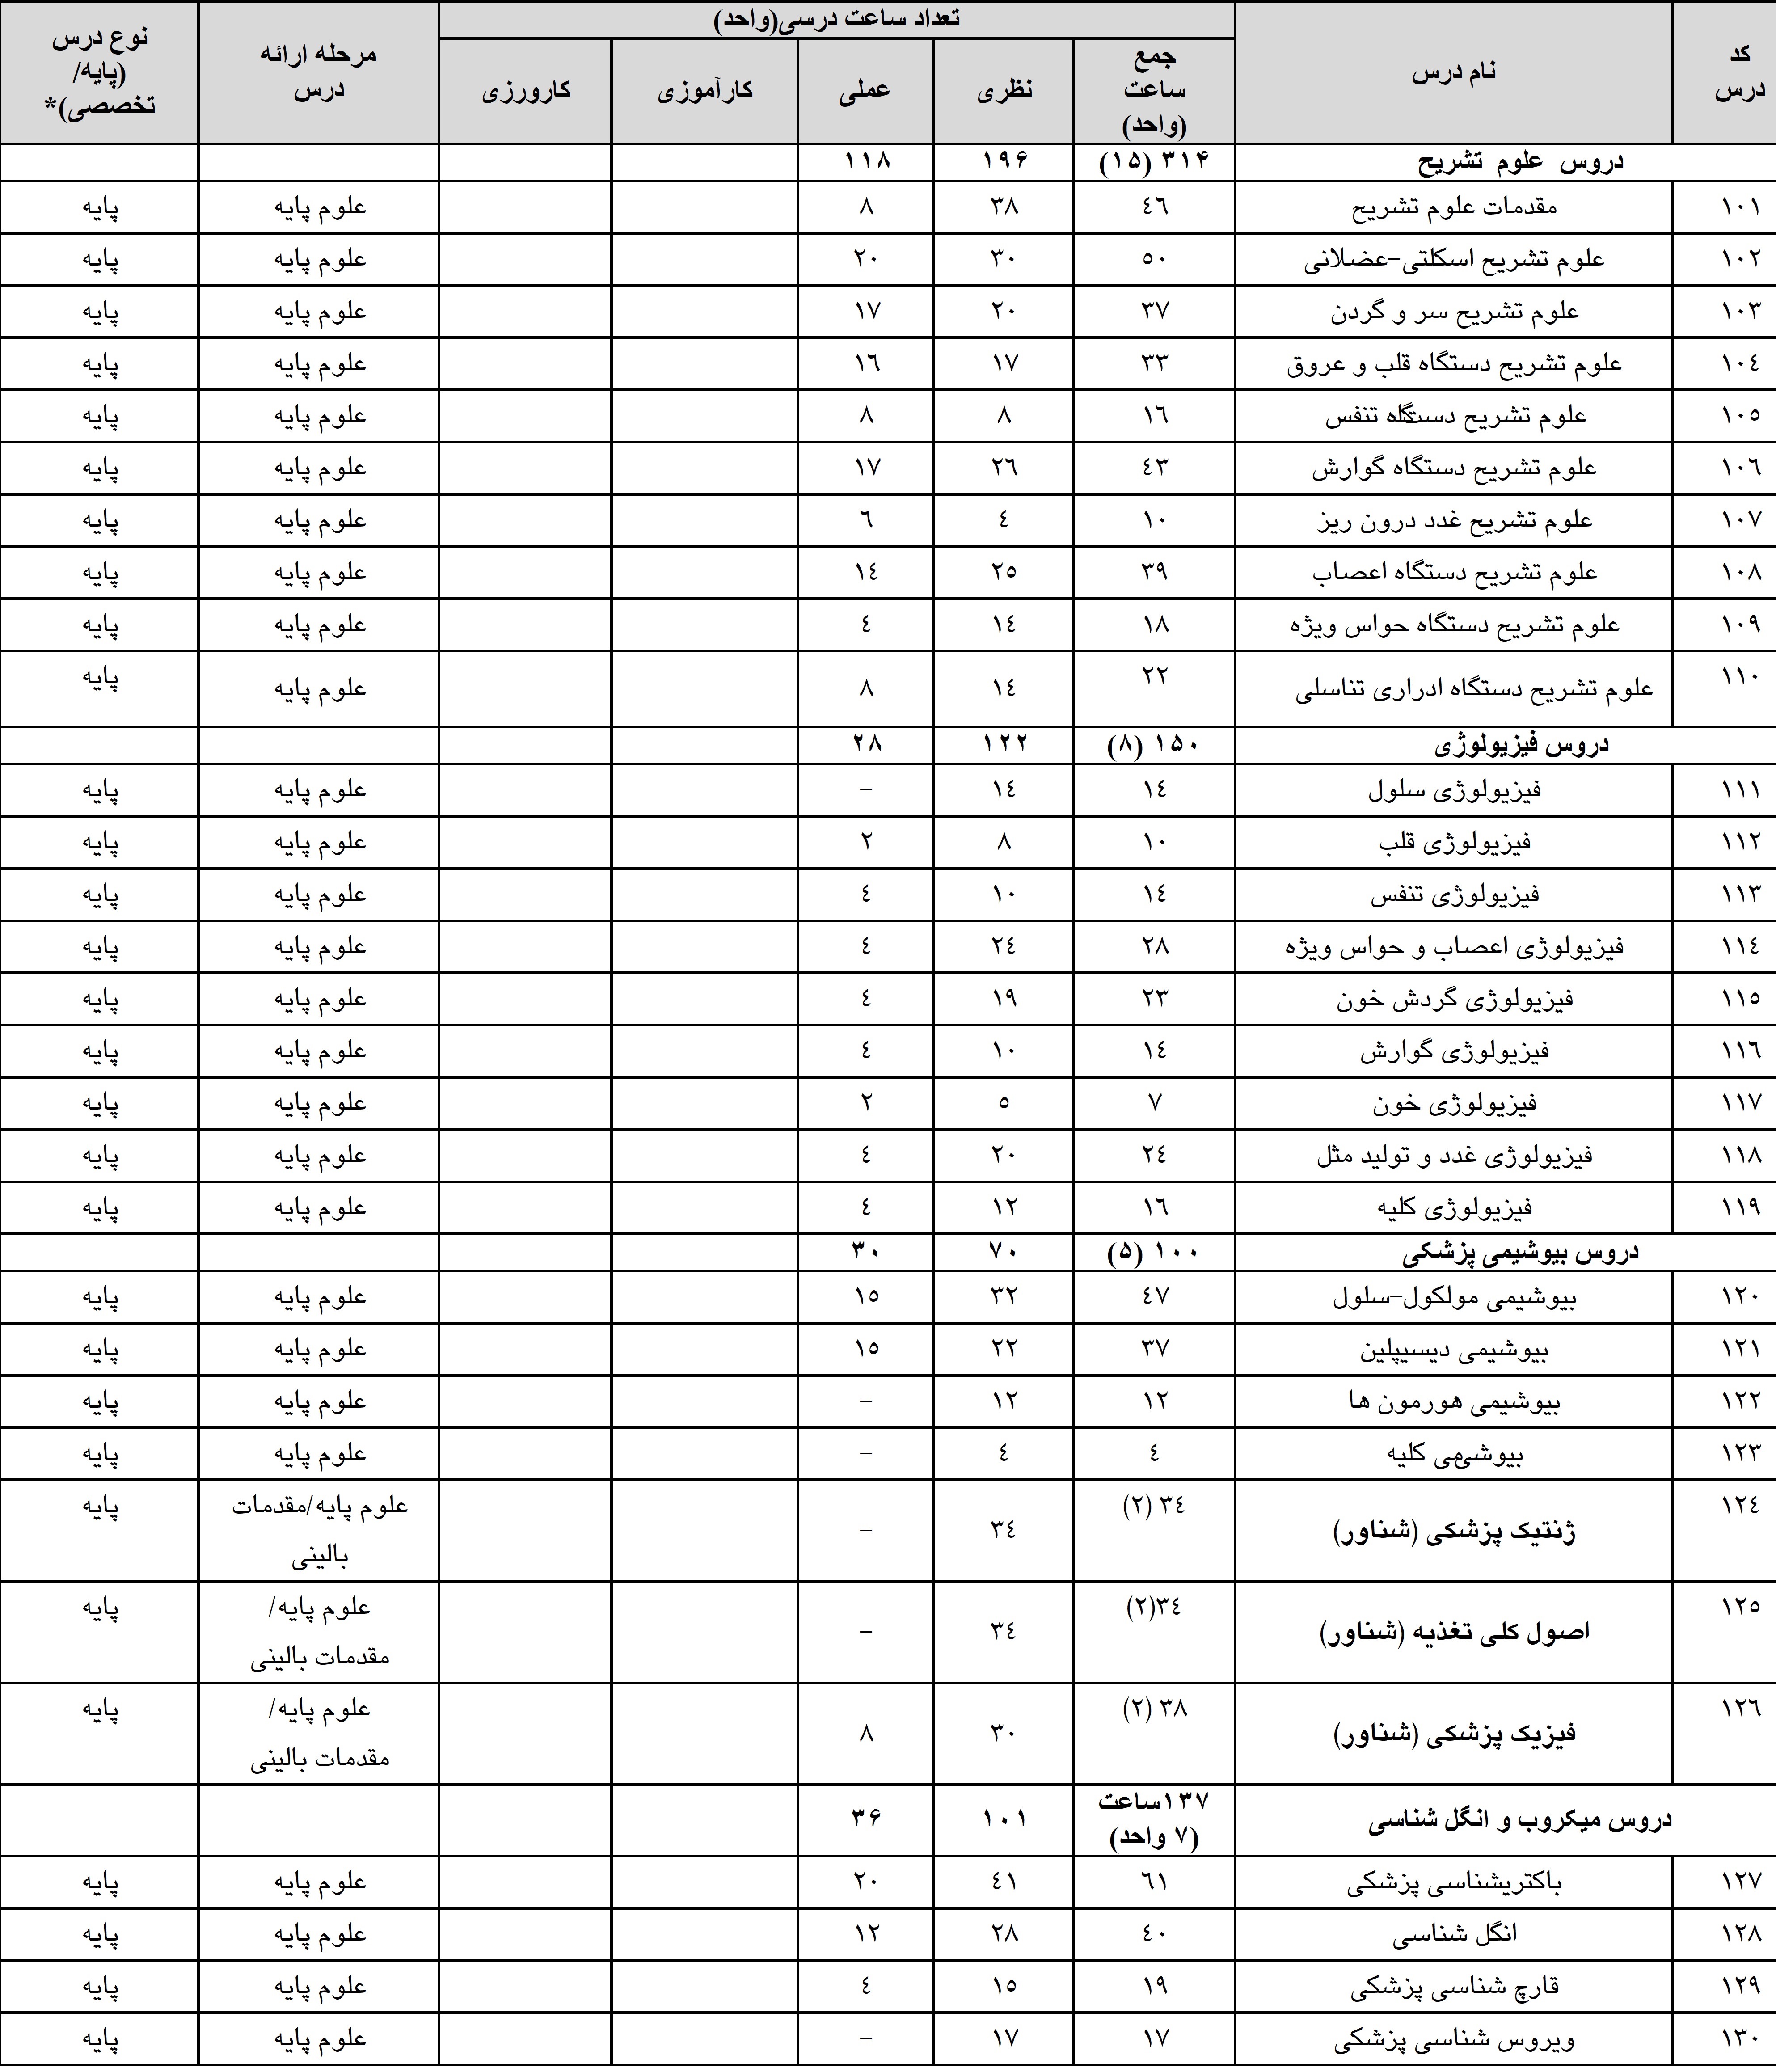 کد درس | نام درس | تعداد ساعت درسی(واحد) | مرحله ارائه درس | نوع درس (پایه/ تخصصی)*
جمع ساعت (واحد) | نظری | عملی | کارآموزی | کارورزی
دروس علوم تشریح | ۳۱۴ (۱۵) | ۱۹۶ | ۱۱۸
۱۰۱ | مقدمات علوم تشریح | ٤٦ | ۳۸ | ۸ | علوم پایه | پایه
۱۰۲ | علوم تشریح اسکلتی-عضلانی | ۵۰ | ۳۰ | ۲۰ | علوم پایه | پایه
۱۰۳ | علوم تشریح سر و گردن | ۳۷ | ۲۰ | ۱۷ | علوم پایه | پایه
۱۰٤ | علوم تشریح دستگاه قلب و عروق | ۳۳ | ۱۷ | ۱٦ | علوم پایه | پایه
۱۰۵ | علوم تشریح دستگاه تنفس | ۱٦ | ۸ | ۸ | علوم پایه | پایه
۱۰٦ | علوم تشریح دستگاه گوارش | ٤۳ | ۲٦ | ۱۷ | علوم پایه | پایه
۱۰۷ | علوم تشریح غدد درون ریز | ۱۰ | ٤ | ٦ | علوم پایه | پایه
۱۰۸ | علوم تشریح دستگاه اعصاب | ۳۹ | ۲۵ | ۱٤ | علوم پایه | پایه
۱۰۹ | علوم تشریح دستگاه حواس ویژه | ۱۸ | ۱٤ | ٤ | علوم پایه | پایه
۱۱۰ | علوم تشریح دستگاه ادراری تناسلی | ۲۲ | ۱٤ | ۸ | علوم پایه | پایه
دروس فیزیولوژی | ۱۵۰ (۸) | ۱۲۲ | ۲۸
۱۱۱ | فیزیولوژی سلول | ۱٤ | ۱٤ | - | علوم پایه | پایه
۱۱۲ | فیزیولوژی قلب | ۱۰ | ۸ | ۲ | علوم پایه | پایه
۱۱۳ | فیزیولوژی تنفس | ۱٤ | ۱۰ | ٤ | علوم پایه | پایه
۱۱٤ | فیزیولوژی اعصاب و حواس ویژه | ۲۸ | ۲٤ | ٤ | علوم پایه | پایه
۱۱۵ | فیزیولوژی گردش خون | ۲۳ | ۱۹ | ٤ | علوم پایه | پایه
۱۱٦ | فیزیولوژی گوارش | ۱٤ | ۱۰ | ٤ | علوم پایه | پایه
۱۱۷ | فیزیولوژی خون | ۷ | ۵ | ۲ | علوم پایه | پایه
۱۱۸ | فیزیولوژی غدد و تولید مثل | ۲٤ | ۲۰ | ٤ | علوم پایه | پایه
۱۱۹ | فیزیولوژی کلیه | ۱٦ | ۱۲ | ٤ | علوم پایه | پایه
دروس بیوشیمی پزشکی | ۱۰۰ (۵) | ۷۰ | ۳۰
۱۲۰ | بیوشیمی مولکول-سلول | ٤۷ | ۳۲ | ۱۵ | علوم پایه | پایه
۱۲۱ | بیوشیمی دیسیپلین | ۳۷ | ۲۲ | ۱۵ | علوم پایه | پایه
۱۲۲ | بیوشیمی هورمون ها | ۱۲ | ۱۲ | - | علوم پایه | پایه
۱۲۳ | بیوشیمی کلیه | ٤ | ٤ | - | علوم پایه | پایه
۱۲٤ | ژنتیک پزشکی (شناور) | ۳٤ (۲) | ۳٤ | - | علوم پایه/مقدمات بالینی | پایه
۱۲۵ | اصول کلی تغذیه (شناور) | ۳٤(۲) | ۳٤ | - | علوم پایه/ مقدمات بالینی | پایه
۱۲٦ | فیزیک پزشکی (شناور) | ۳۸ (۲) | ۳۰ | ۸ | علوم پایه/ مقدمات بالینی | پایه
دروس میکروب و انگل شناسی | ۱۳۷ساعت (۷ واحد) | ۱۰۱ | ۳۶
۱۲۷ | باکتریشناسی پزشکی | ٦۱ | ٤۱ | ۲۰ | علوم پایه | پایه
۱۲۸ | انگل شناسی | ٤۰ | ۲۸ | ۱۲ | علوم پایه | پایه
۱۲۹ | قارچ شناسی پزشکی | ۱۹ | ۱۵ | ٤ | علوم پایه | پایه
۱۳۰ | ویروس شناسی پزشکی | ۱۷ | ۱۷ | - | علوم پایه | پایه